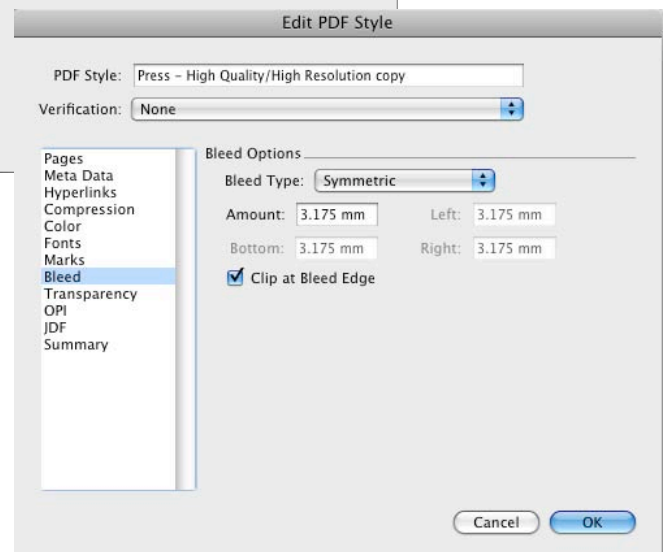 Edit PDF Style
PDF Style: Press – High Quality/High Resolution copy
Verification: None
Pages
Meta Data
Hyperlinks
Compression
Color
Fonts
Marks
Bleed
Transparency
OPI
JDF
Summary
Bleed Options
Bleed Type: Symmetric
Amount: 3.175 mm Left: 3.175 mm
Bottom: 3.175 mm Right: 3.175 mm
Clip at Bleed Edge
Cancel OK